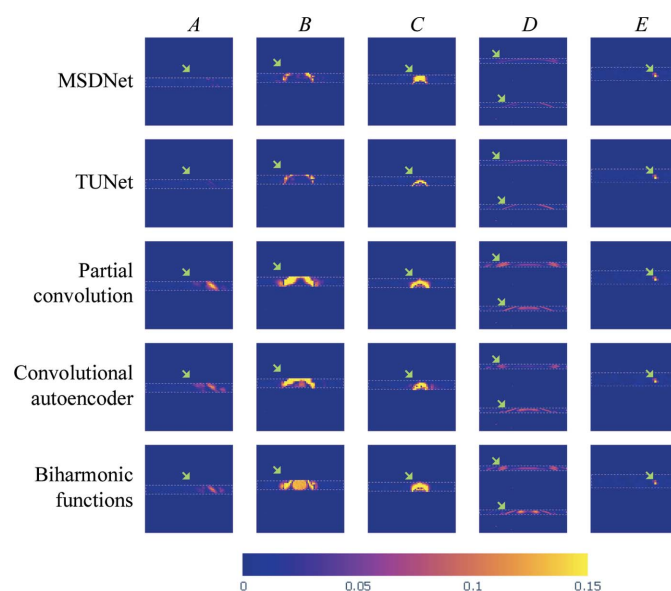 A B C D E
MSDNet
TUNet
Partial
convolution
Convolutional
autoencoder
Biharmonic
functions
0 0.05 0.1 0.15